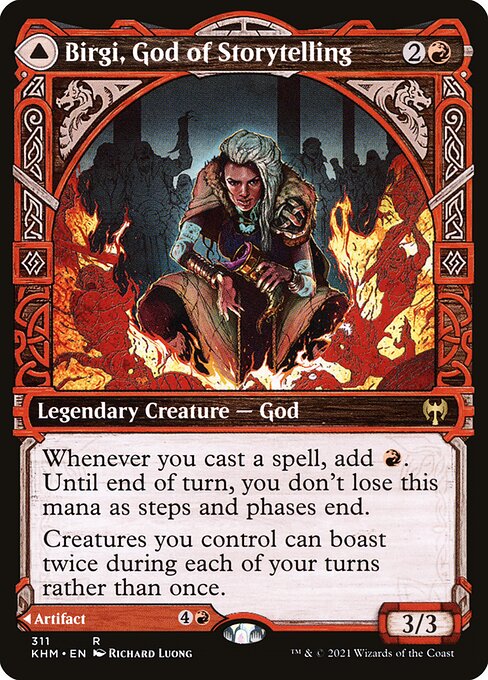 Birgi, God of Storytelling 2
Legendary Creature — God
Whenever you cast a spell, add .
Until end of turn, you don't lose this
mana as steps and phases end.
Creatures you control can boast
twice during each of your turns
rather than once.
Artifact 4
3/3
311 R
KHM • EN Richard Luong
™ & © 2021 Wizards of the Coast